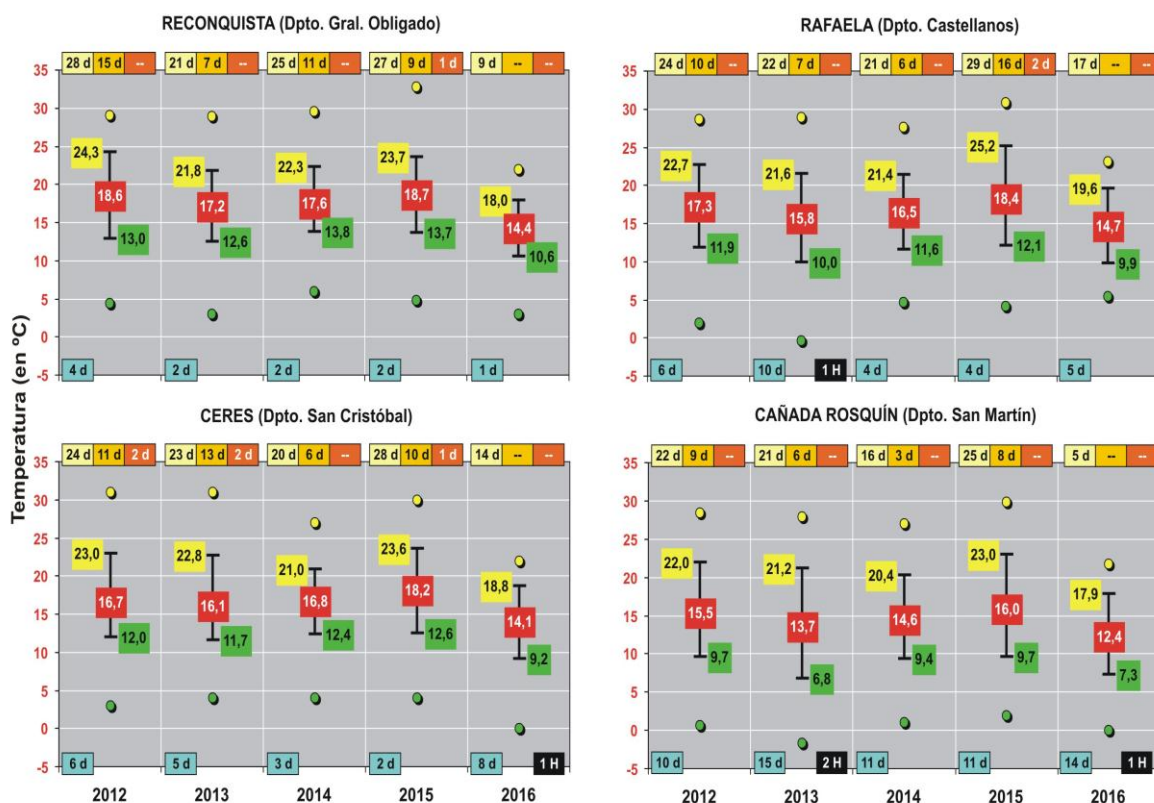 RECONQUISTA (Dpto. Gral. Obligado)
28 d 15 d -- 21 d 7 d -- 25 d 11 d -- 27 d 9 d 1 d 9 d -- --
35
30
25
20
15
10
5
0
-5
24,3 18,6 13,0
21,8 17,2 12,6
22,3 17,6 13,8
23,7 18,7 13,7
18,0 14,4 10,6
4 d 2 d 2 d 2 d 1 d
RAFAELA (Dpto. Castellanos)
24 d 10 d -- 22 d 7 d -- 21 d 6 d -- 29 d 16 d 2 d 17 d -- --
35
30
25
20
15
10
5
0
-5
22,7 17,3 11,9
21,6 15,8 10,0
21,4 16,5 11,6
25,2 18,4 12,1
19,6 14,7 9,9
6 d 10 d 1 H 4 d 4 d 5 d
Temperatura (en ºC)
CERES (Dpto. San Cristóbal)
24 d 11 d 2 d 23 d 13 d 2 d 20 d 6 d -- 28 d 10 d 1 d 14 d -- --
35
30
25
20
15
10
5
0
-5
23,0 16,7 12,0
22,8 16,1 11,7
21,0 16,8 12,4
23,6 18,2 12,6
18,8 14,1 9,2
6 d 5 d 3 d 2 d 8 d 1 H
2012 2013 2014 2015 2016
CAÑADA ROSQUÍN (Dpto. San Martín)
22 d 9 d -- 21 d 6 d -- 16 d 3 d -- 25 d 8 d -- 5 d -- --
35
30
25
20
15
10
5
0
-5
22,0 15,5 9,7
21,2 13,7 6,8
20,4 14,6 9,4
23,0 16,0 9,7
17,9 12,4 7,3
10 d 15 d 2 H 11 d 11 d 14 d 1 H
2012 2013 2014 2015 2016